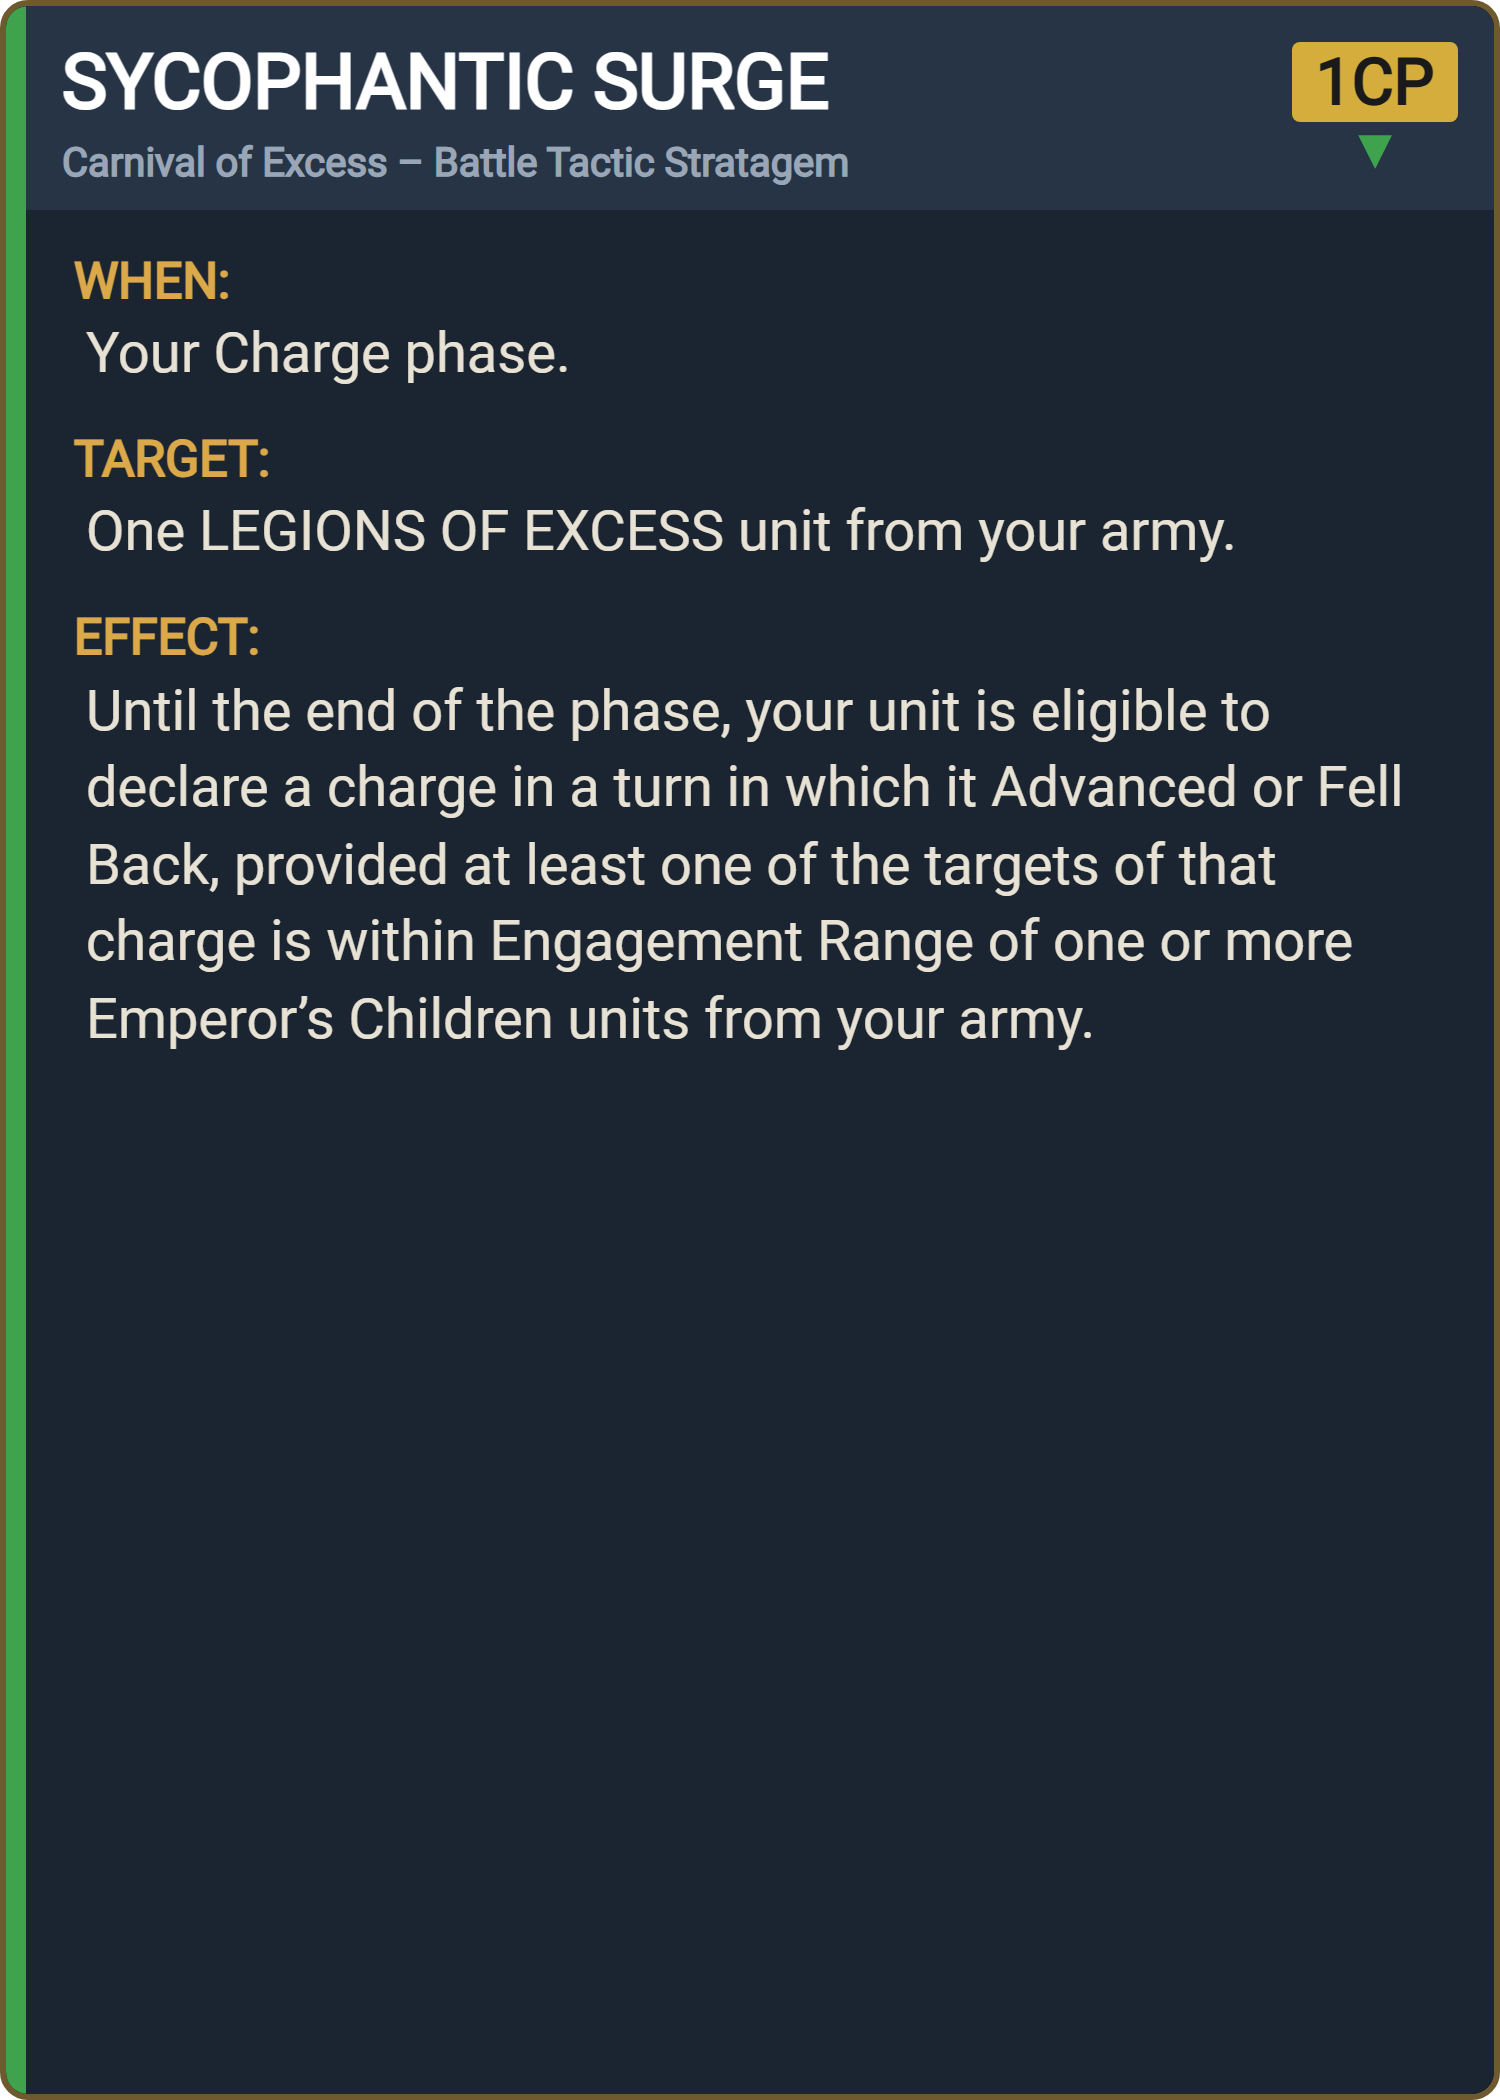 SYCOPHANTIC SURGE
1CP
Carnival of Excess – Battle Tactic Stratagem
WHEN:
Your Charge phase.
TARGET:
One LEGIONS OF EXCESS unit from your army.
EFFECT:
Until the end of the phase, your unit is eligible to
declare a charge in a turn in which it Advanced or Fell
Back, provided at least one of the targets of that
charge is within Engagement Range of one or more
Emperor’s Children units from your army.